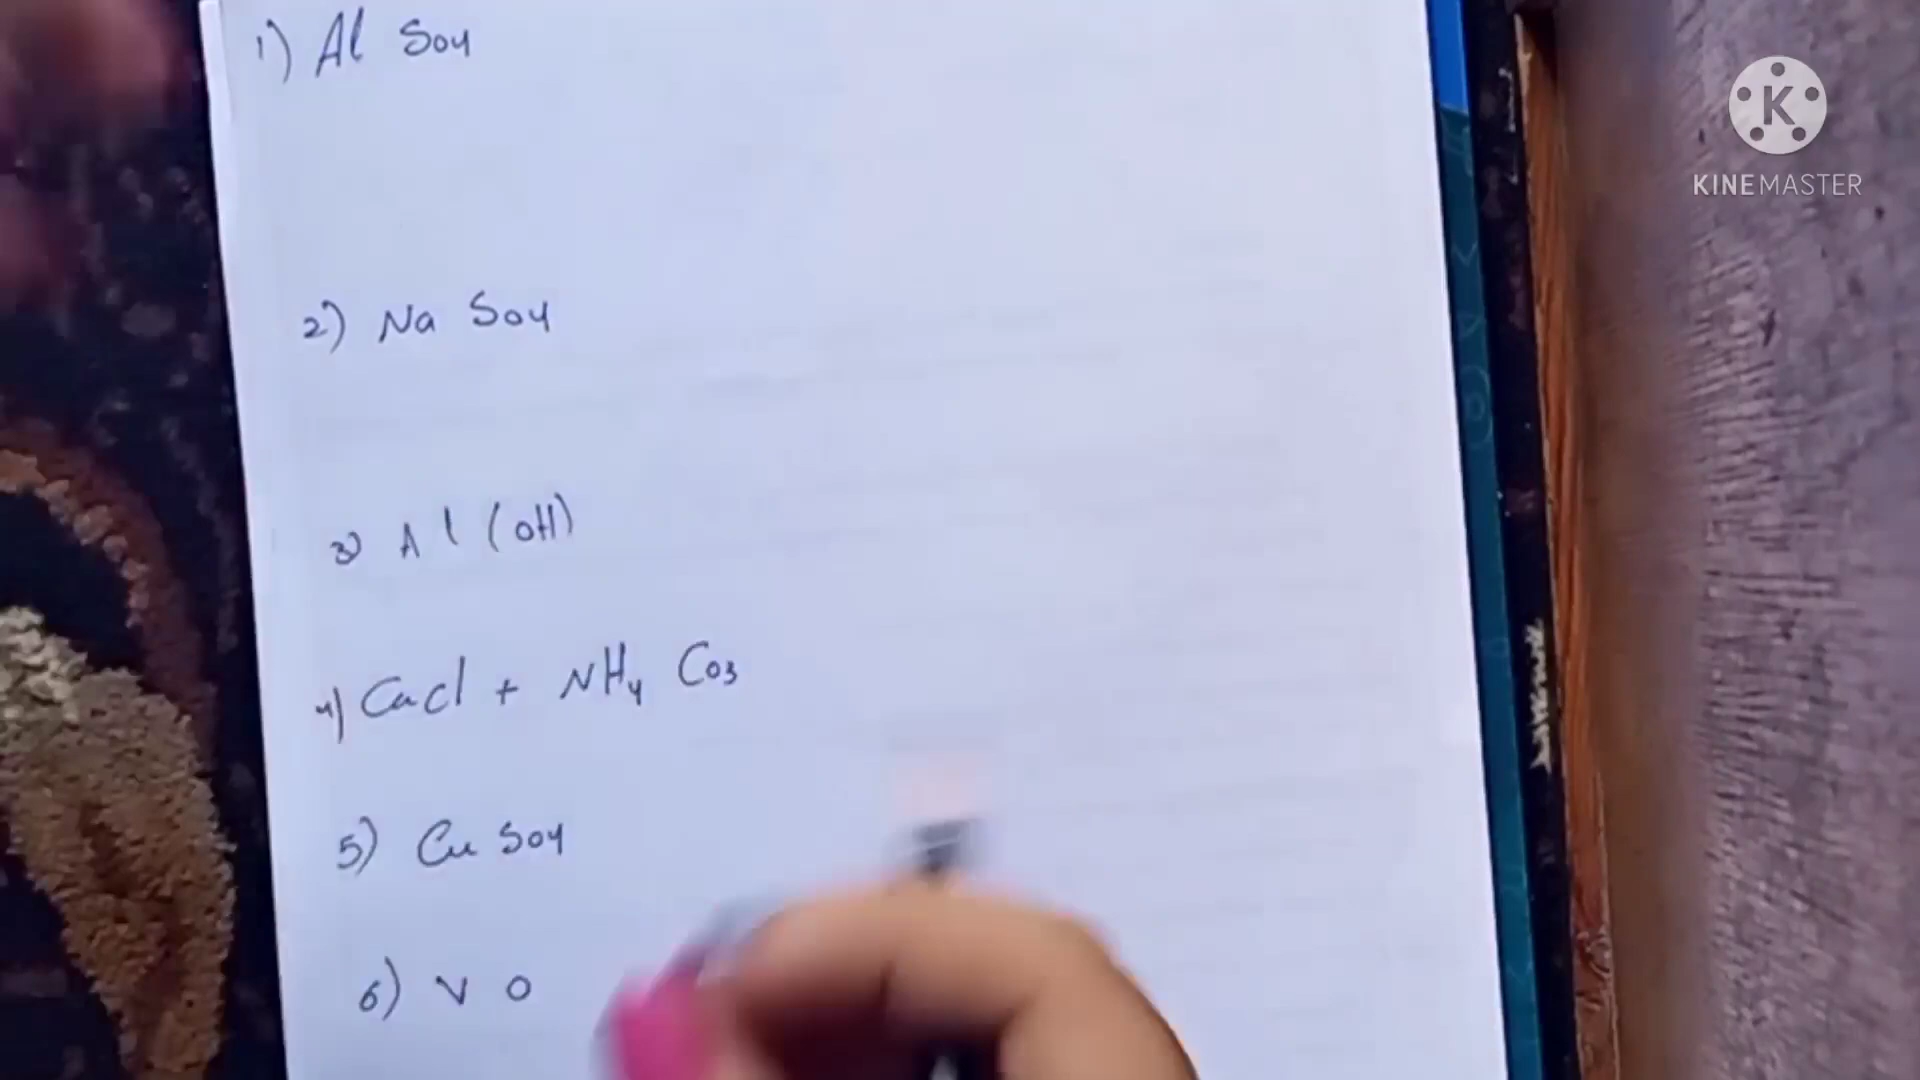 1) Al So4
2) Na So4
3) Al (OH)
4) CaCl + NH4 Co3
5) Cu So4
6) V O
K
KINEMASTER